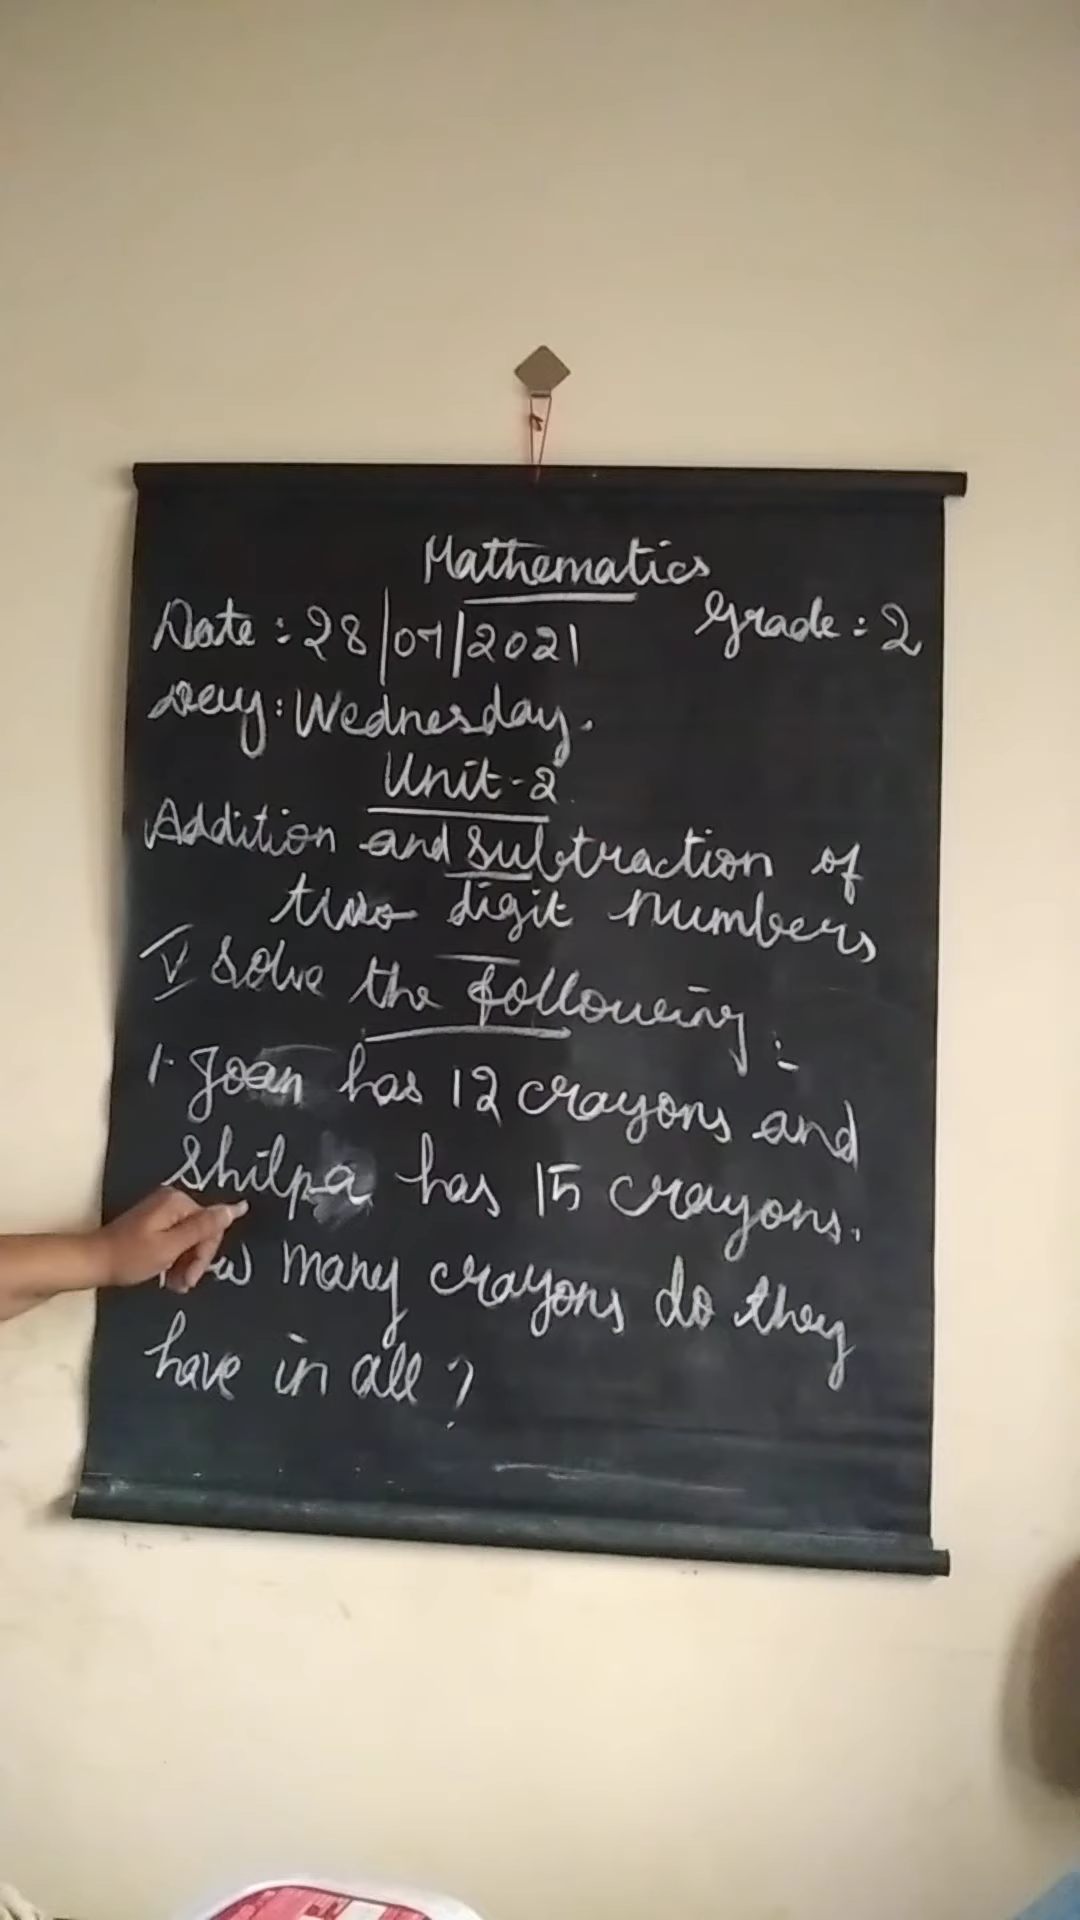 Mathematics
Date : 28/07/2021 Grade : 2
Day : Wednesday.
Unit-2
Addition and Subtraction of
two digit numbers
V Solve the following :-
1. Joan has 12 crayons and
Shilpa has 15 crayons.
many crayons do they
have in all ?